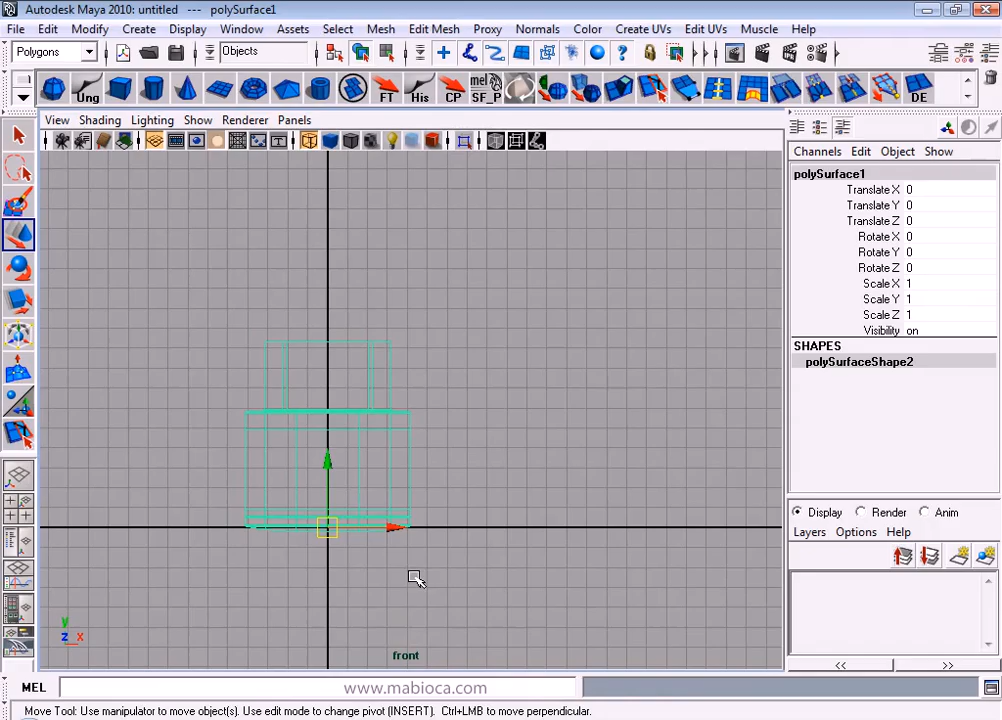 Autodesk Maya 2010: untitled --- polySurface1
File Edit Modify Create Display Window Assets Select Mesh Edit Mesh Proxy Normals Color Create UVs Edit UVs Muscle Help
Polygons Objects
Ung FT His CP mel SF_P DE
View Shading Lighting Show Renderer Panels
Channels Edit Object Show
polySurface1
Translate X 0
Translate Y 0
Translate Z 0
Rotate X 0
Rotate Y 0
Rotate Z 0
Scale X 1
Scale Y 1
Scale Z 1
Visibility on
SHAPES
polySurfaceShape2
Display Render Anim
Layers Options Help
y
z x
front
<< >>
MEL www.mabioca.com
Move Tool: Use manipulator to move object(s). Use edit mode to change pivot (INSERT). Ctrl+LMB to move perpendicular.